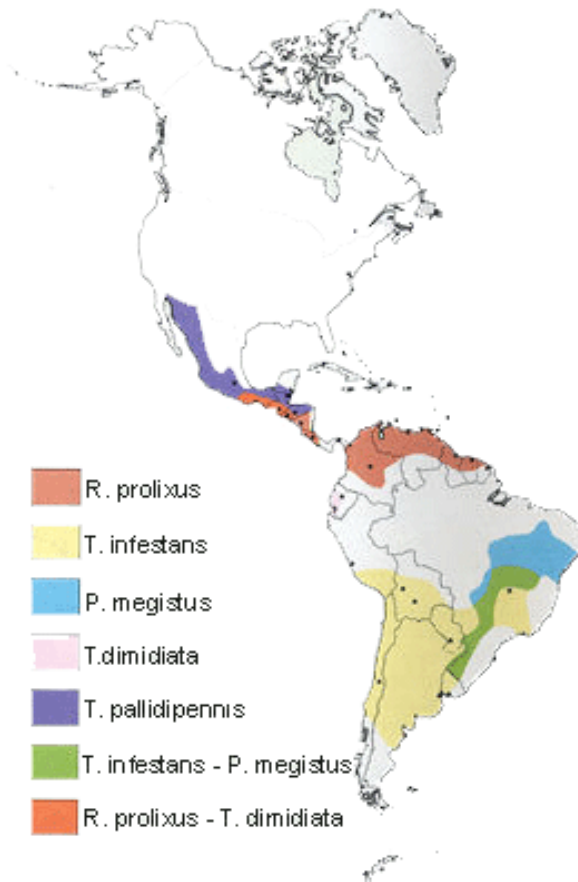 R. prolixus
T. infestans
P. megistus
T.dimidiata
T. pallidipennis
T. infestans - P. megistus
R. prolixus - T. dimidiata